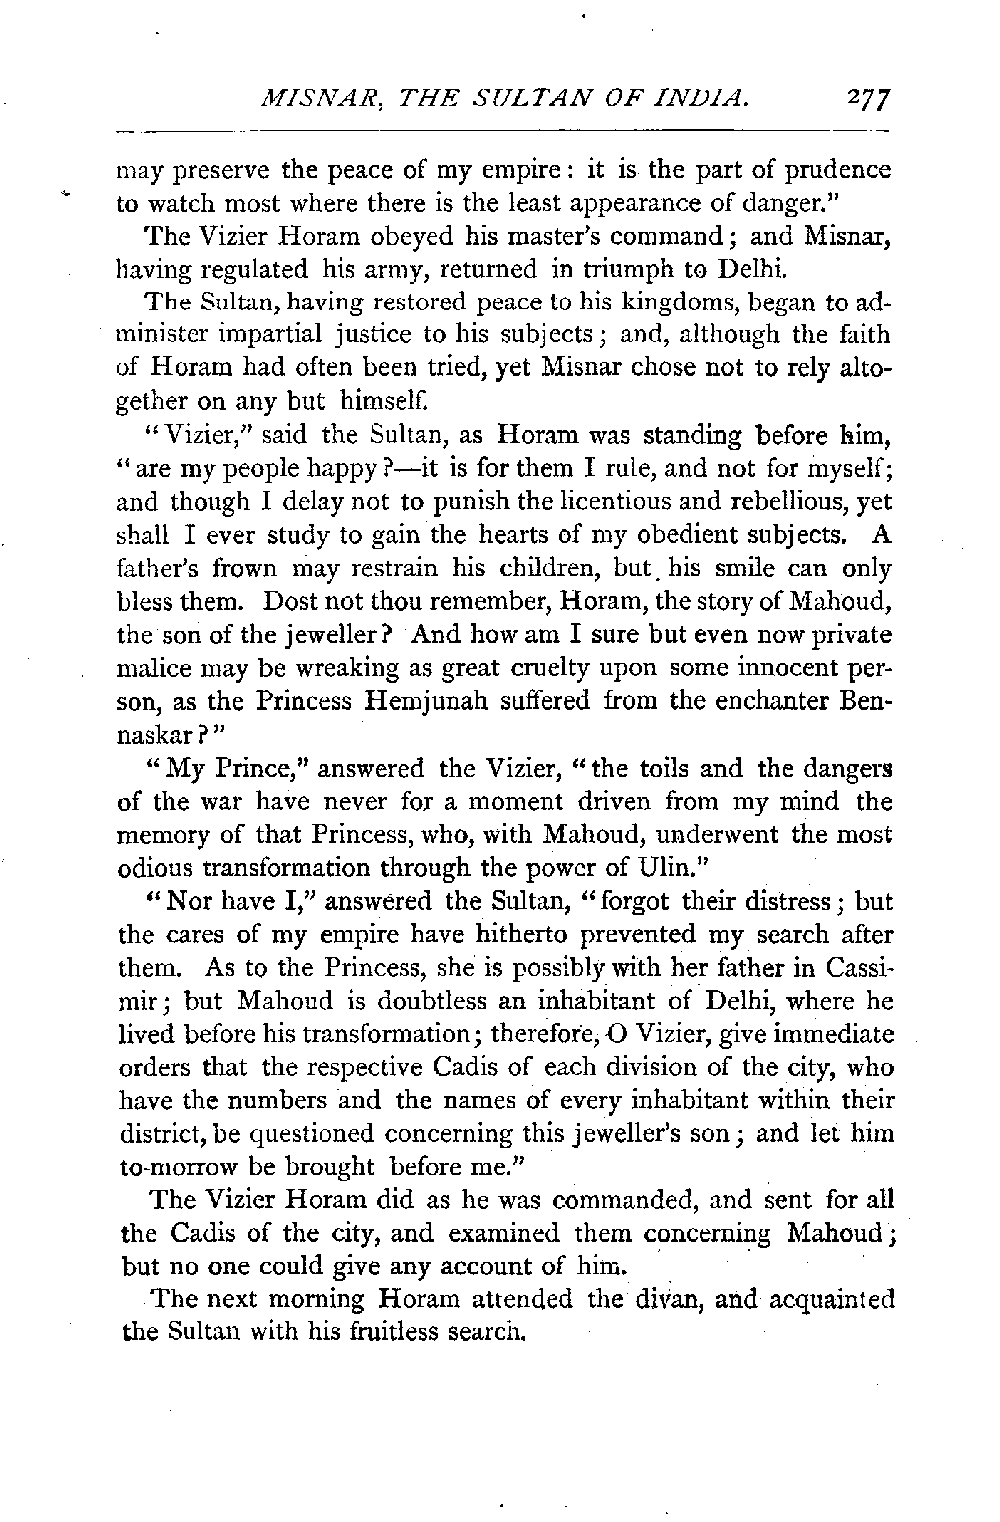 MISNAR, THE SULTAN OF INDIA. 277
may preserve the peace of my empire: it is the part of prudence
to watch most where there is the least appearance of danger."
The Vizier Horam obeyed his master's command; and Misnar,
having regulated his army, returned in triumph to Delhi.
The Sultan, having restored peace to his kingdoms, began to ad-
minister impartial justice to his subjects; and, although the faith
of Horam had often been tried, yet Misnar chose not to rely alto-
gether on any but himself.
"Vizier," said the Sultan, as Horam was standing before him,
"are my people happy?—it is for them I rule, and not for myself;
and though I delay not to punish the licentious and rebellious, yet
shall I ever study to gain the hearts of my obedient subjects. A
father's frown may restrain his children, but his smile can only
bless them. Dost not thou remember, Horam, the story of Mahoud,
the son of the jeweller? And how am I sure but even now private
malice may be wreaking as great cruelty upon some innocent per-
son, as the Princess Hemjunah suffered from the enchanter Ben-
naskar?"
"My Prince," answered the Vizier, "the toils and the dangers
of the war have never for a moment driven from my mind the
memory of that Princess, who, with Mahoud, underwent the most
odious transformation through the power of Ulin."
"Nor have I," answered the Sultan, "forgot their distress; but
the cares of my empire have hitherto prevented my search after
them. As to the Princess, she is possibly with her father in Cassi-
mir; but Mahoud is doubtless an inhabitant of Delhi, where he
lived before his transformation; therefore, O Vizier, give immediate
orders that the respective Cadis of each division of the city, who
have the numbers and the names of every inhabitant within their
district, be questioned concerning this jeweller's son; and let him
to-morrow be brought before me."
The Vizier Horam did as he was commanded, and sent for all
the Cadis of the city, and examined them concerning Mahoud;
but no one could give any account of him.
The next morning Horam attended the divan, and acquainted
the Sultan with his fruitless search.